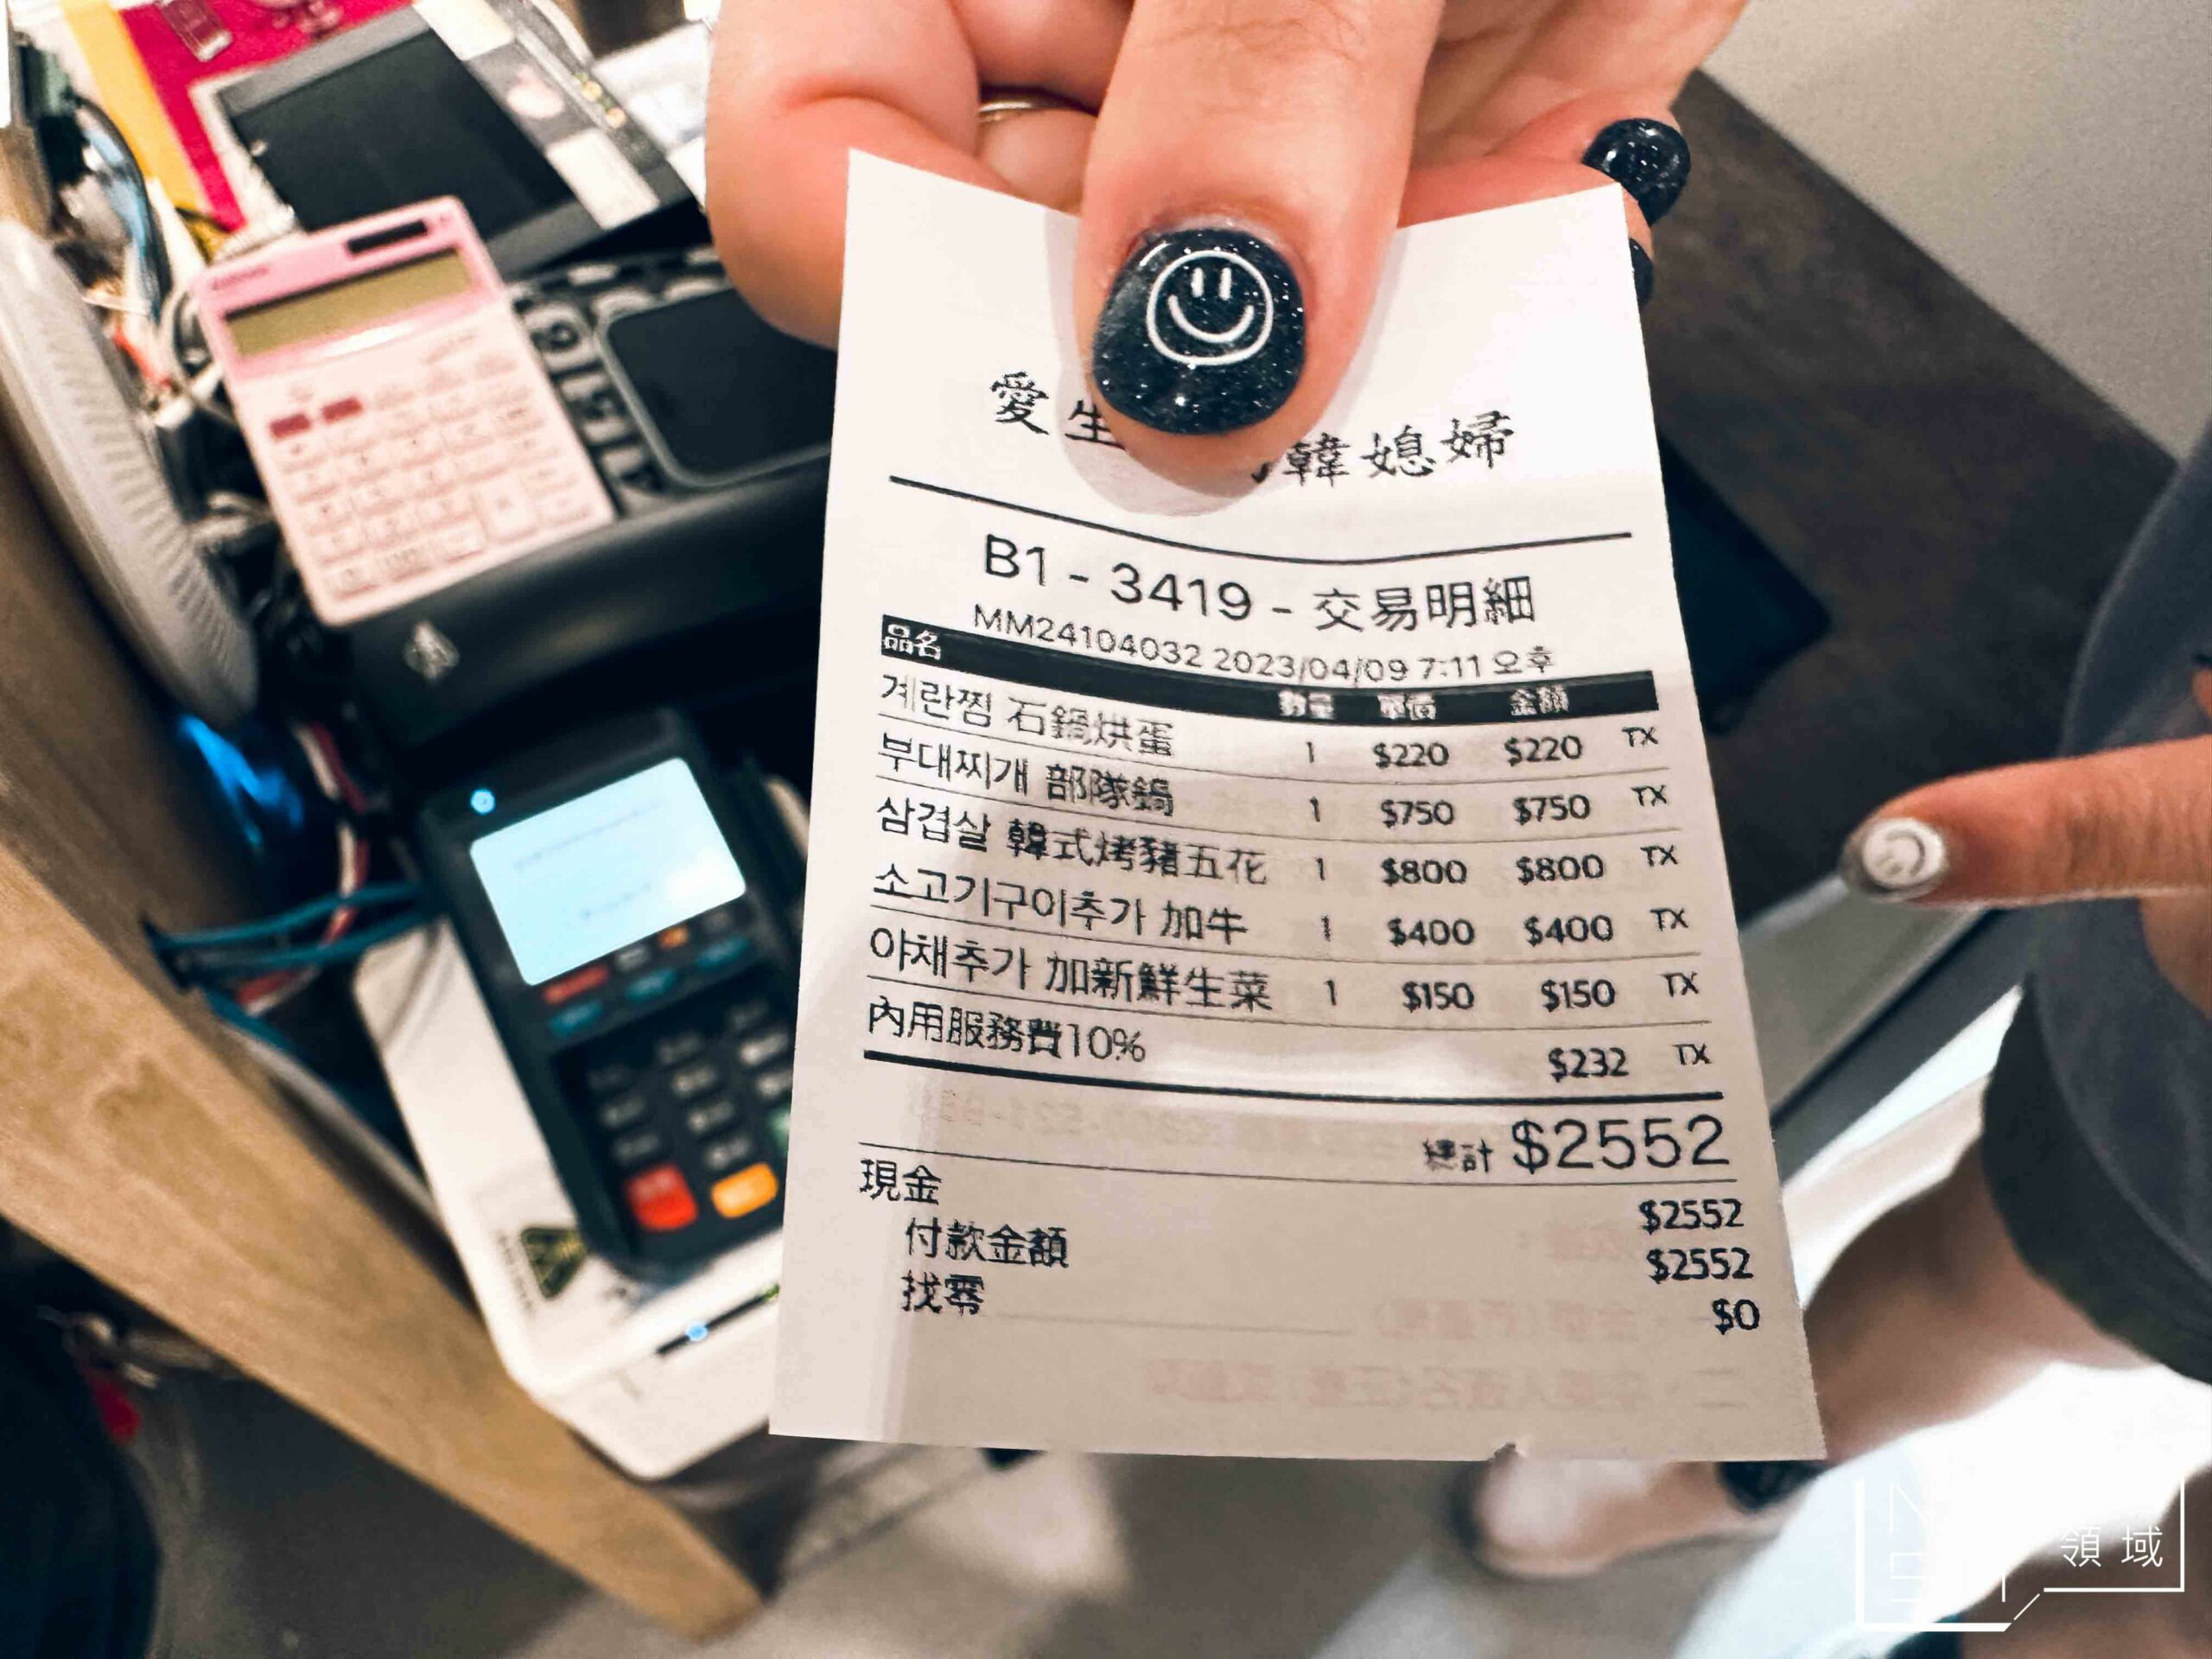 愛生 韓媳婦
B1 - 3419 - 交易明細
MM24104032 2023/04/09 7:11 오후
品名 數量 單價 金額
계란찜 石鍋烘蛋 1 $220 $220 TX
부대찌개 部隊鍋 1 $750 $750 TX
삼겹살 韓式烤豬五花 1 $800 $800 TX
소고기구이추가 加牛 1 $400 $400 TX
야채추가 加新鮮生菜 1 $150 $150 TX
內用服務費10% $232 TX
總計 $2552
現金 $2552
付款金額 $2552
找零 $0
領域